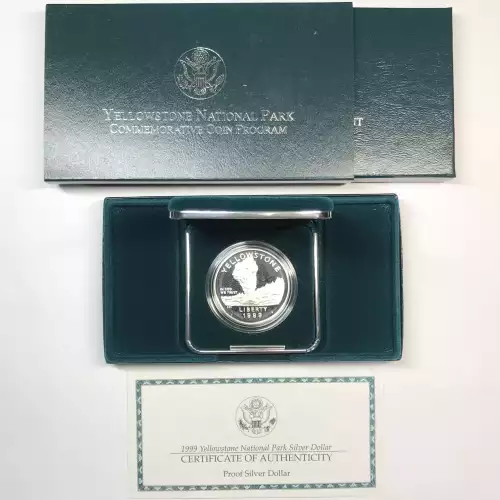 YELLOWSTONE NATIONAL PARK
COMMEMORATIVE COIN PROGRAM
NT
YELLOWSTONE
IN GOD
WE TRUST
LIBERTY
1999
1999 Yellowstone National Park Silver Dollar
CERTIFICATE OF AUTHENTICITY
Proof Silver Dollar